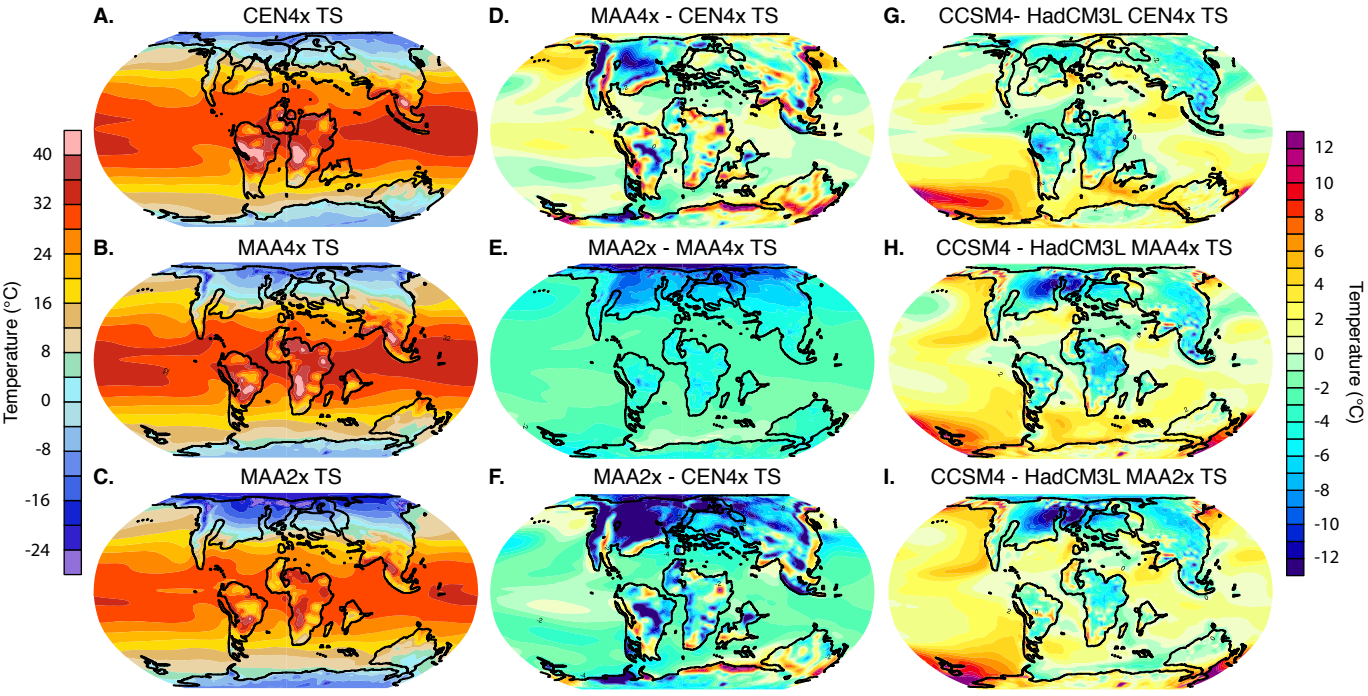 A. CEN4x TS
D. MAA4x - CEN4x TS
G. CCSM4- HadCM3L CEN4x TS
B. MAA4x TS
E. MAA2x - MAA4x TS
H. CCSM4 - HadCM3L MAA4x TS
C. MAA2x TS
F. MAA2x - CEN4x TS
I. CCSM4 - HadCM3L MAA2x TS
Temperature (°C)
40
32
24
16
8
0
-8
-16
-24
12
10
8
6
4
2
0
-2
-4
-6
-8
-10
-12
Temperature (°C)